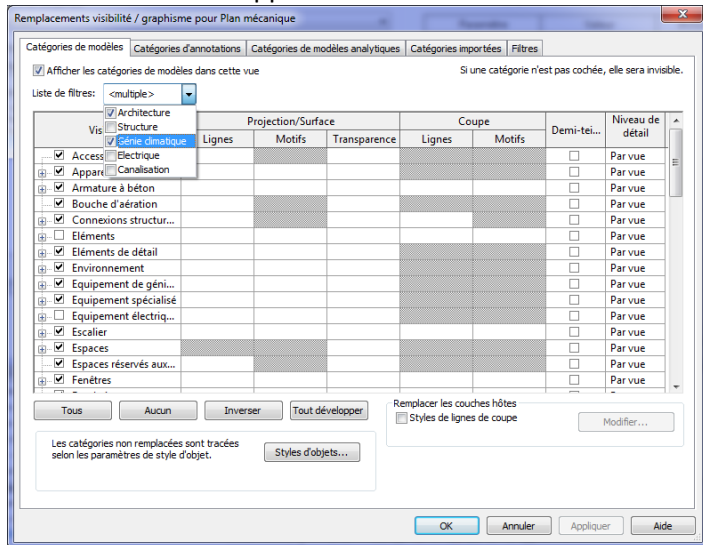 Remplacements visibilité / graphisme pour Plan mécanique
Catégories de modèles Catégories d'annotations Catégories de modèles analytiques Catégories importées Filtres
Afficher les catégories de modèles dans cette vue Si une catégorie n'est pas cochée, elle sera invisible.
Liste de filtres: <multiple>
Architecture
Structure
Génie climatique
Electrique
Canalisation
Vis Projection/Surface Coupe Demi-tei... Niveau de détail
Lignes Motifs Transparence Lignes Motifs
Access Par vue
Appare Par vue
Armature à béton Par vue
Bouche d'aération Par vue
Connexions structur... Par vue
Eléments Par vue
Eléments de détail Par vue
Environnement Par vue
Equipement de géni... Par vue
Equipement spécialisé Par vue
Equipement électriq... Par vue
Escalier Par vue
Espaces Par vue
Espaces réservés aux... Par vue
Fenêtres Par vue
Tous Aucun Inverser Tout développer
Remplacer les couches hôtes
Styles de lignes de coupe Modifier...
Les catégories non remplacées sont tracées
selon les paramètres de style d'objet.
Styles d'objets...
OK Annuler Appliquer Aide